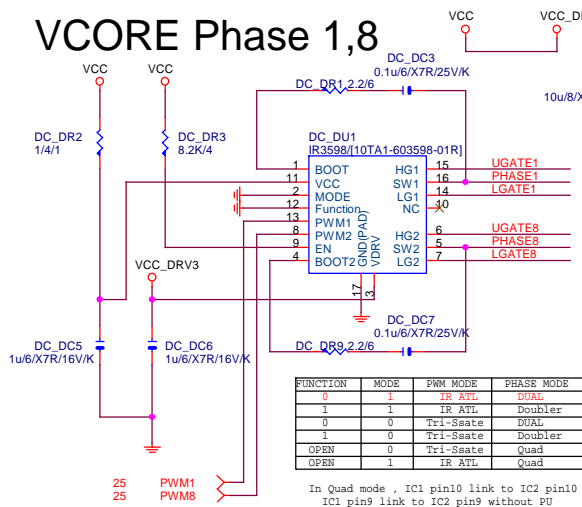 VCORE Phase 1,8
VCC
VCC_D
VCC
VCC
DC_DC3
0.1u/6/X7R/25V/K
DC_DR1 2.2/6
10u/8/X
DC_DR2
1/4/1
DC_DR3
8.2K/4
DC_DU1
IR3598/[10TA1-603598-01R]
1 BOOT HG1 15 UGATE1
11 VCC SW1 16 PHASE1
2 MODE LG1 14 LGATE1
12 Function NC 10
13 PWM1
8 PWM2 HG2 6 UGATE8
9 EN SW2 5 PHASE8
4 BOOT2 LG2 7 LGATE8
GND(PAD)
VDRV
17
3
VCC_DRV3
DC_DC5
1u/6/X7R/16V/K
DC_DC6
1u/6/X7R/16V/K
DC_DC7
0.1u/6/X7R/25V/K
DC_DR9 2.2/6
FUNCTION MODE PWM MODE PHASE MODE
0 1 IR ATL DUAL
1 1 IR ATL Doubler
0 0 Tri-Ssate DUAL
1 0 Tri-Ssate Doubler
OPEN 0 Tri-Ssate Quad
OPEN 1 IR ATL Quad
25 PWM1
25 PWM8
In Quad mode , IC1 pin10 link to IC2 pin10
IC1 pin9 link to IC2 pin9 without PU